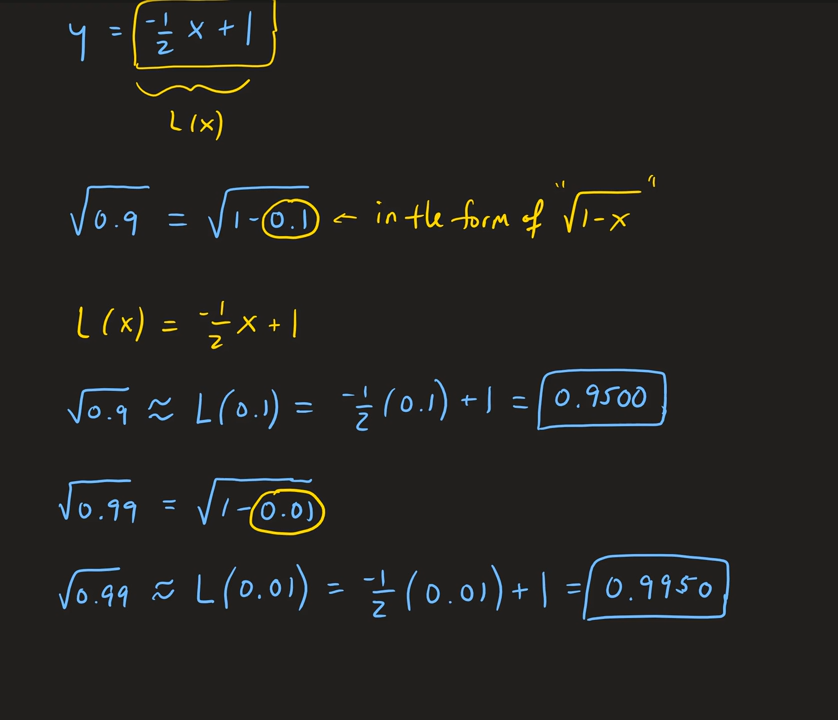 y = -1/2 x + 1
L(x)
√0.9 = √1-0.1 ← in the form of "√1-x"
L(x) = -1/2 x + 1
√0.9 ≈ L(0.1) = -1/2 (0.1) + 1 = 0.9500
√0.99 = √1-0.01
√0.99 ≈ L(0.01) = -1/2 (0.01) + 1 = 0.9950